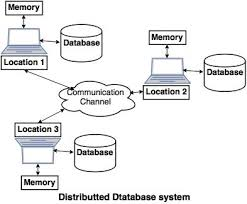 Memory
Database
Location 1
Memory
Communication
Channel
Location 2
Database
Location 3
Database
Memory
Distributted Dtatabase system